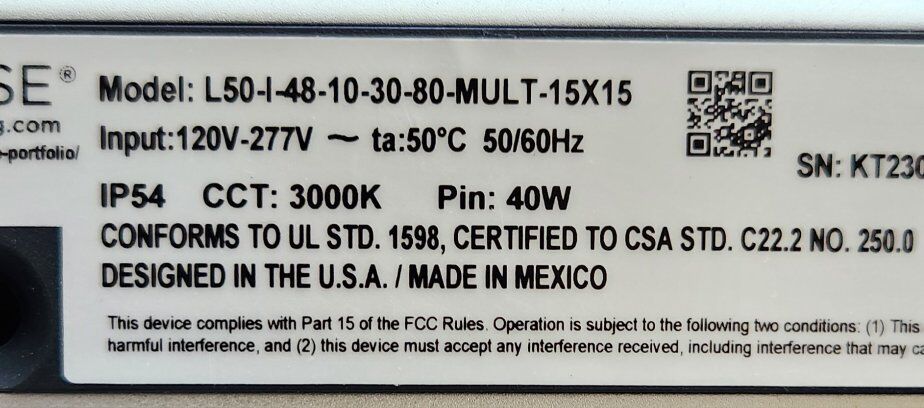 SE®
Model: L50-I-48-10-30-80-MULT-15X15
g.com
Input:120V-277V ~ ta:50°C 50/60Hz
-portfolio/
SN: KT230
IP54 CCT: 3000K Pin: 40W
CONFORMS TO UL STD. 1598, CERTIFIED TO CSA STD. C22.2 NO. 250.0
DESIGNED IN THE U.S.A. / MADE IN MEXICO
This device complies with Part 15 of the FCC Rules. Operation is subject to the following two conditions: (1) This
harmful interference, and (2) this device must accept any interference received, including interference that may ca